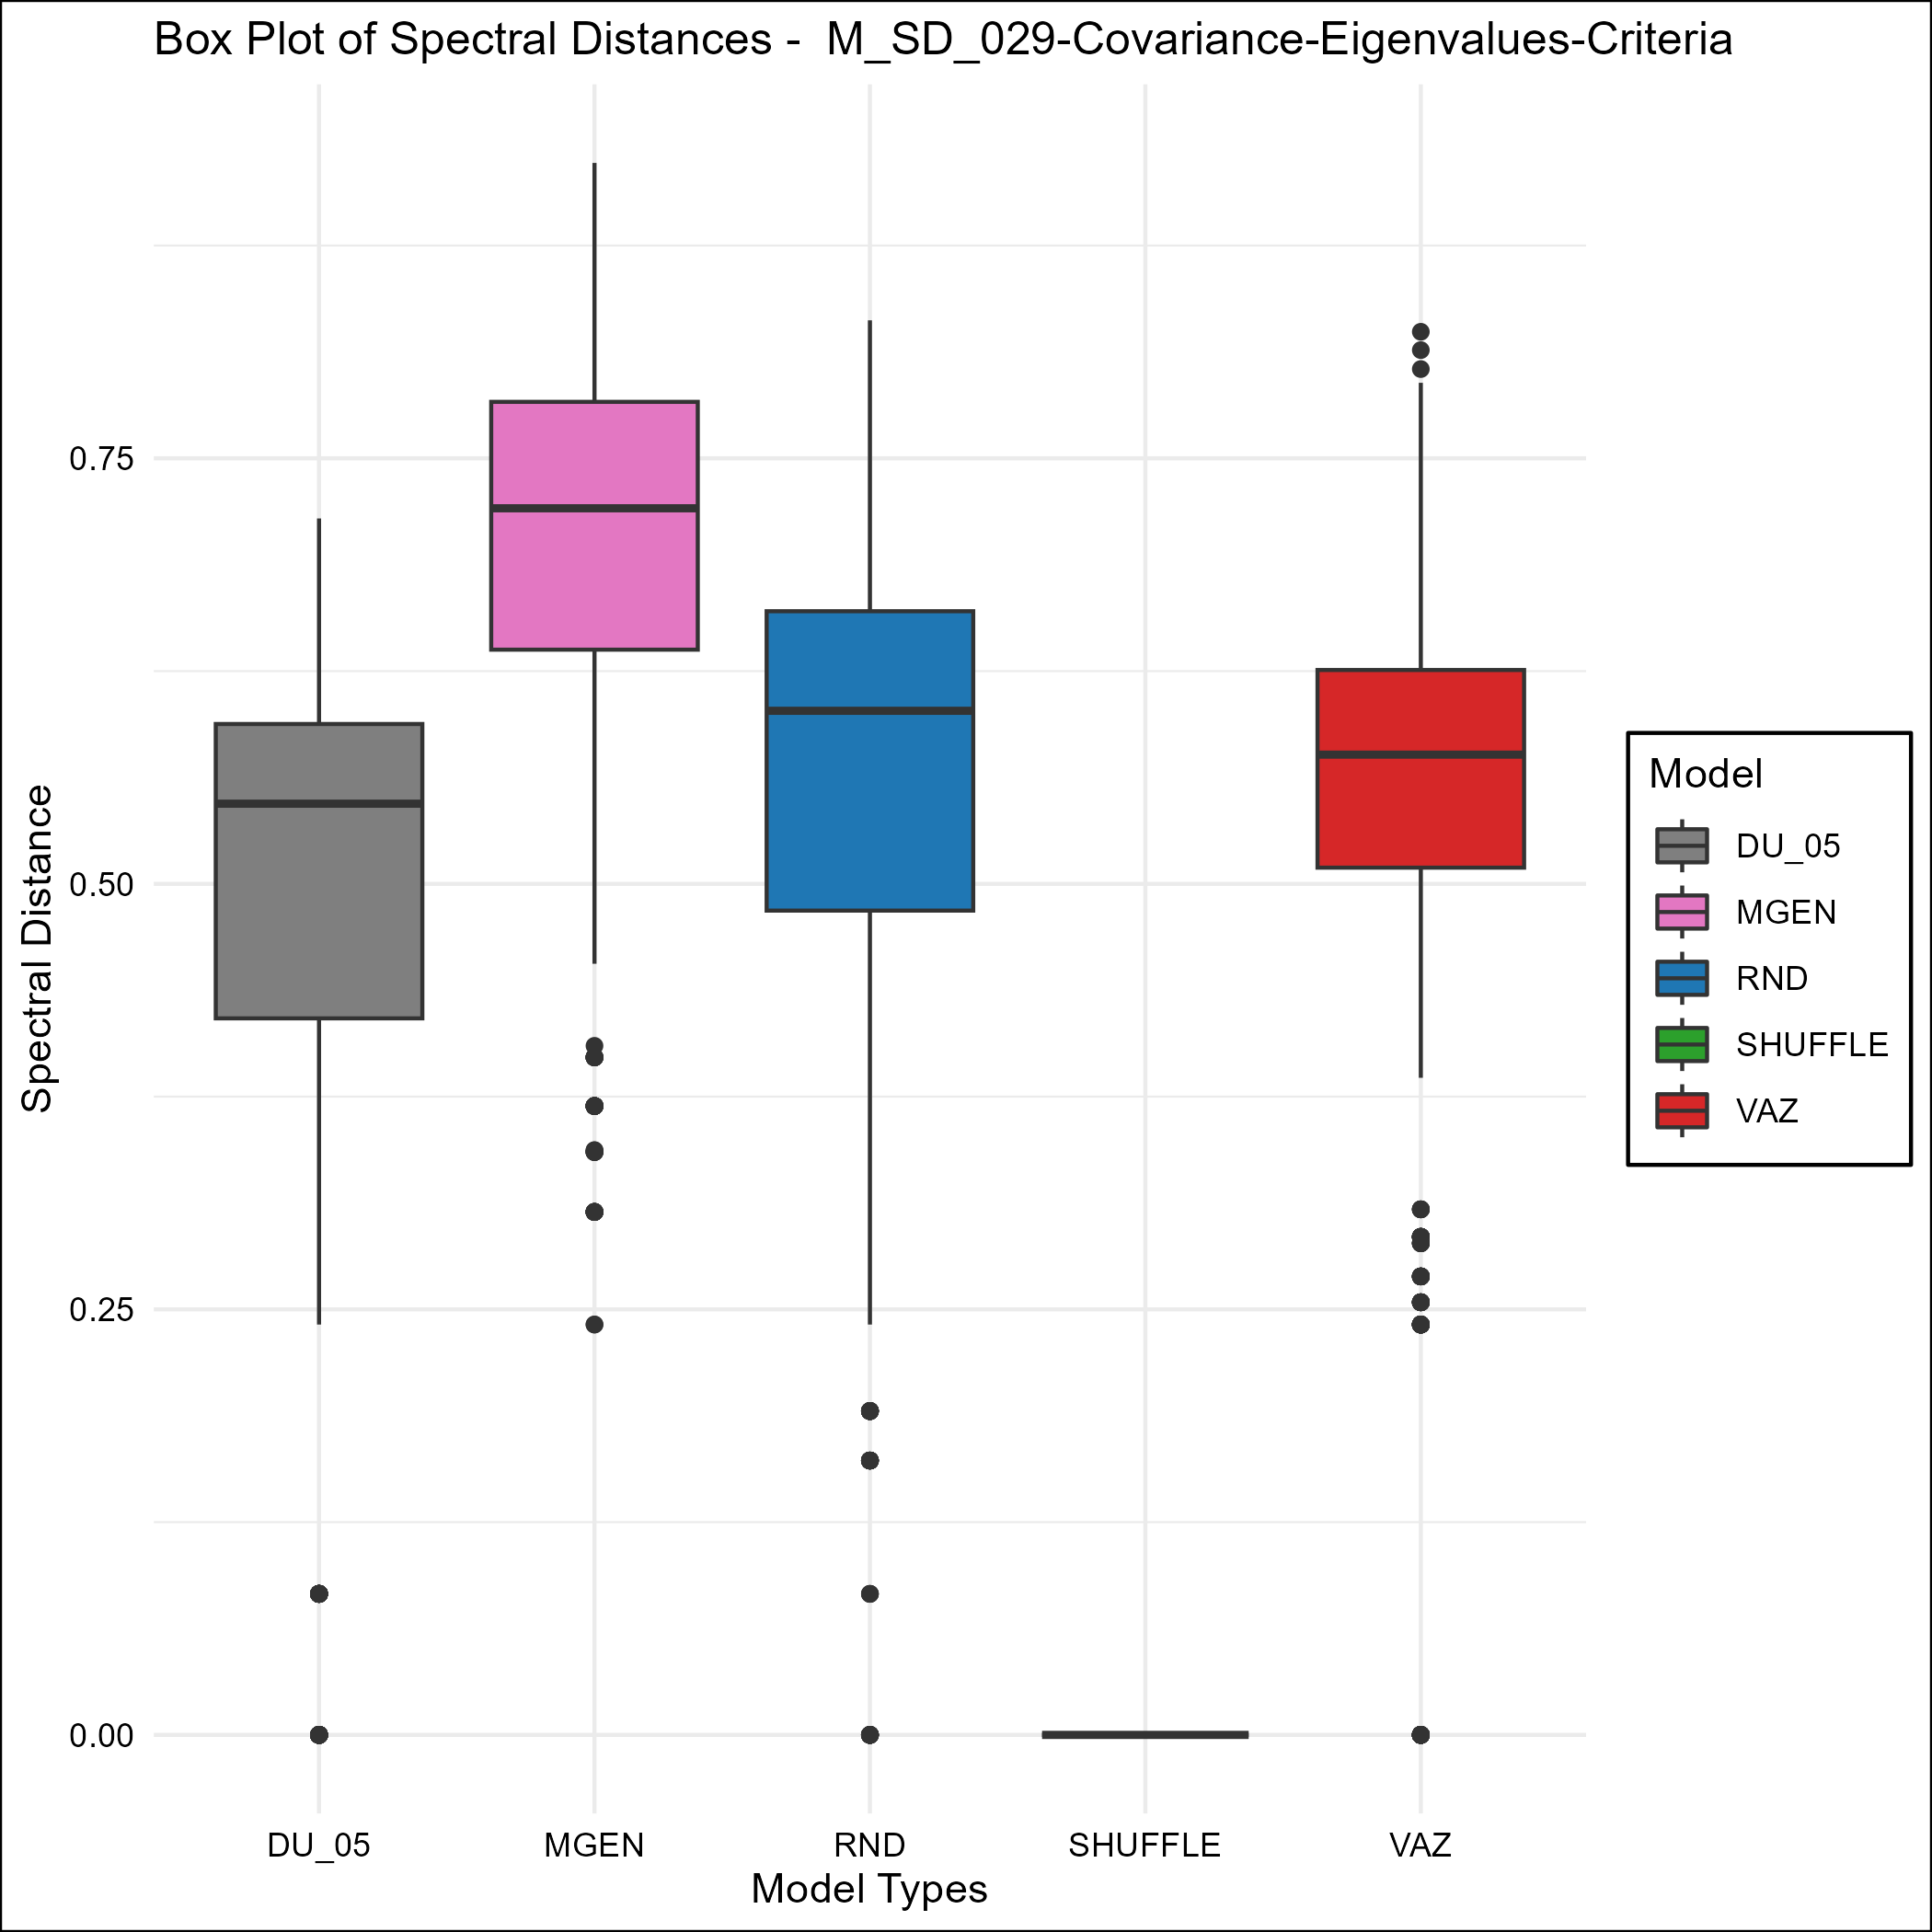 Box Plot of Spectral Distances -  M_SD_029-Covariance-Eigenvalues-Criteria
Spectral Distance
0.75
0.50
0.25
0.00
DU_05
MGEN
RND
SHUFFLE
VAZ
Model Types
Model
DU_05
MGEN
RND
SHUFFLE
VAZ